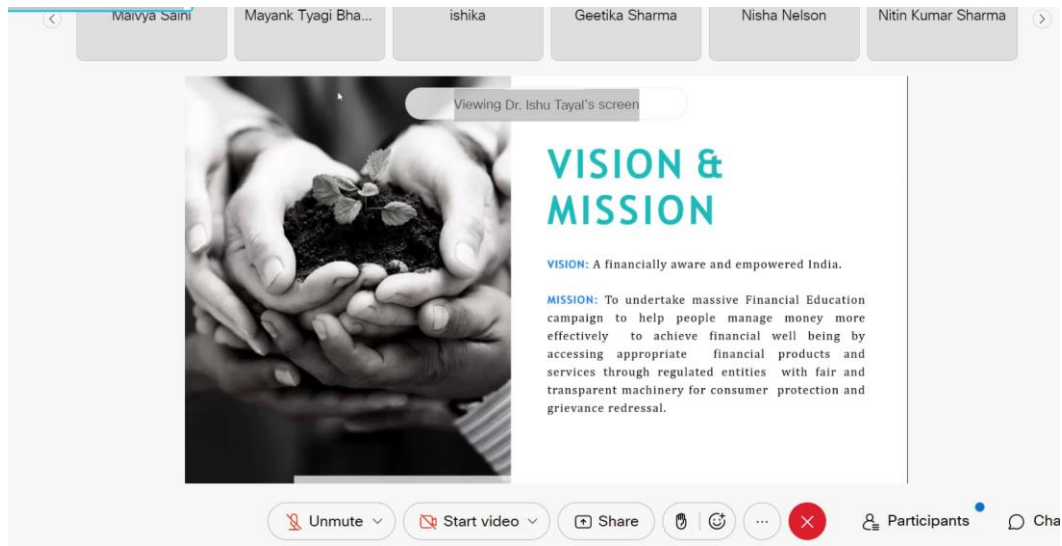 Maivya Saini Mayank Tyagi Bha... ishika Geetika Sharma Nisha Nelson Nitin Kumar Sharma
Viewing Dr. Ishu Tayal's screen
VISION &
MISSION
VISION: A financially aware and empowered India.
MISSION: To undertake massive Financial Education
campaign to help people manage money more
effectively to achieve financial well being by
accessing appropriate financial products and
services through regulated entities with fair and
transparent machinery for consumer protection and
grievance redressal.
Unmute Start video Share ... Participants Cha